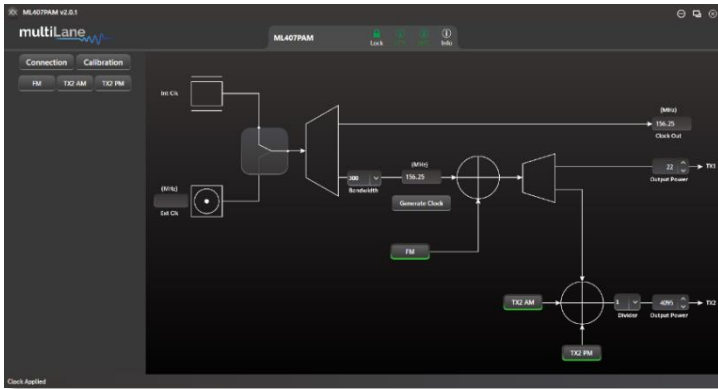 ML407PAM v2.0.1
multiLane
ML407PAM
Lock
Info
Connection
Calibration
FM
TX2 AM
TX2 PM
Int Clk
(MHz)
Ext Clk
(MHz)
156.25
Clock Out
300
Bandwidth
(MHz)
156.25
Generate Clock
22
Output Power
TX1
FM
TX2 AM
1
Divider
4095
Output Power
TX2
TX2 PM
Clock Applied